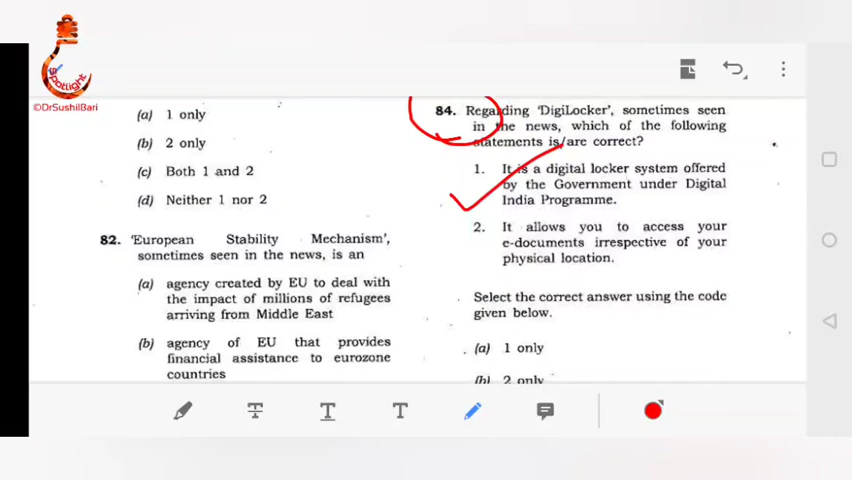 Spotlight
©DrSushilBari
(a) 1 only
(b) 2 only
(c) Both 1 and 2
(d) Neither 1 nor 2
82. 'European Stability Mechanism',
sometimes seen in the news, is an
(a) agency created by EU to deal with
the impact of millions of refugees
arriving from Middle East
(b) agency of EU that provides
financial assistance to eurozone
countries
84. Regarding 'DigiLocker', sometimes seen
in the news, which of the following
statements is/are correct?
1. It is a digital locker system offered
by the Government under Digital
India Programme.
2. It allows you to access your
e-documents irrespective of your
physical location.
Select the correct answer using the code
given below.
(a) 1 only
(b) 2 only
T T T